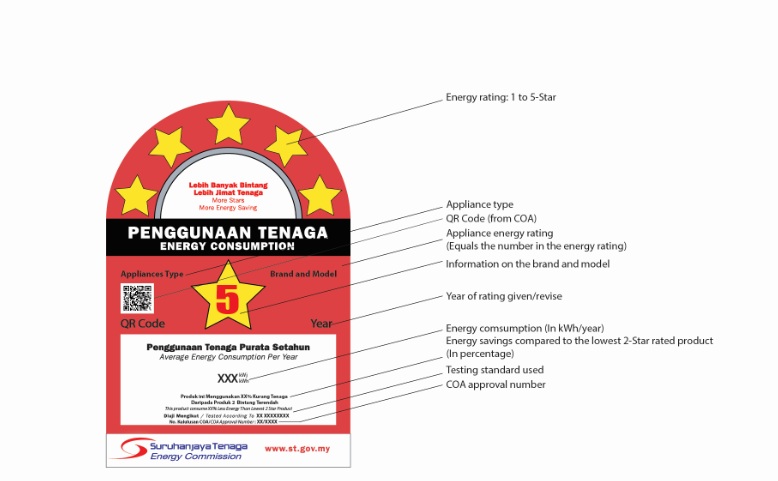 Energy rating: 1 to 5-Star
Lebih Banyak Bintang
Lebih Jimat Tenaga
More Stars
More Energy Saving
PENGGUNAAN TENAGA
ENERGY CONSUMPTION
Appliances Type
Brand and Model
5
QR Code
Year
Penggunaan Tenaga Purata Setahun
Average Energy Consumption Per Year
XXX kWj
kWh
Produk Ini Menggunakan XX% Kurang Tenaga
Daripada Produk 2 Bintang Terendah
This product consume XX% Less Energy Than Lowest 2 Star Product
Diuji Mengikut / Tested According To XX XXXXXXXX
No. Kelulusan COA/COA Approval Number: XX/XXXX
Suruhanjaya Tenaga
Energy Commission
www.st.gov.my
Appliance type
QR Code (from COA)
Appliance energy rating
(Equals the number in the energy rating)
Information on the brand and model
Year of rating given/revise
Energy comsumption (In kWh/year)
Energy savings compared to the lowest 2-Star rated product
(In percentage)
Testing standard used
COA approval number